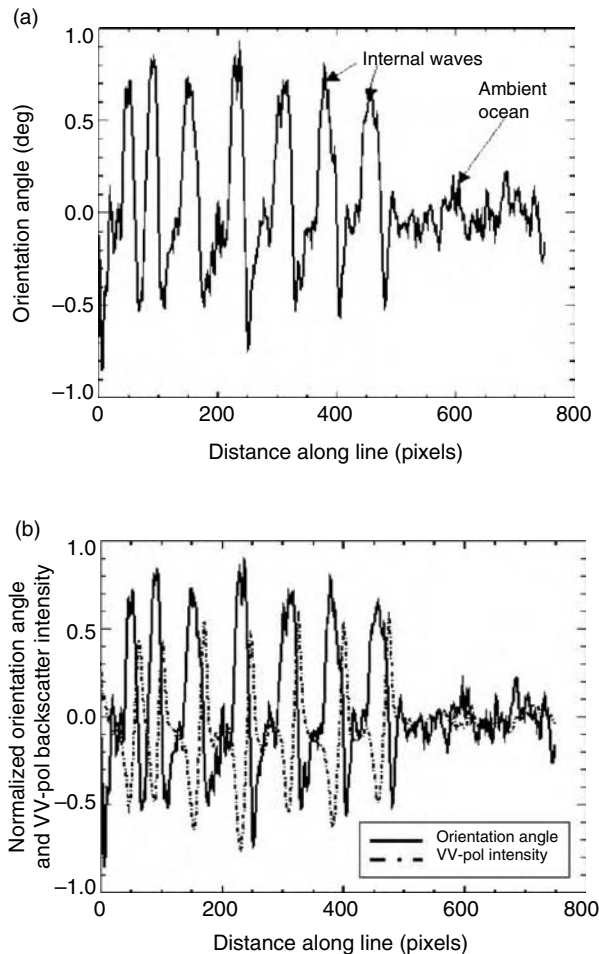 (a)
1.0
0.5
0.0
−0.5
−1.0
Orientation angle (deg)
Internal waves
Ambient
ocean
0
200
400
600
800
Distance along line (pixels)
(b)
1.0
0.5
0.0
−0.5
−1.0
Normalized orientation angle
and VV-pol backscatter intensity
Orientation angle
VV-pol intensity
0
200
400
600
800
Distance along line (pixels)